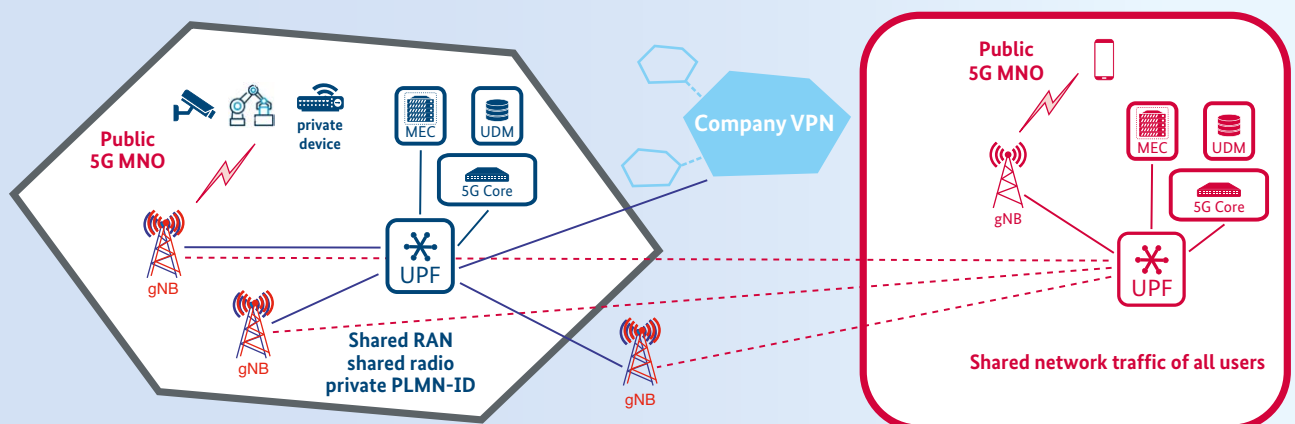 Public
5G MNO
private
device
MEC
UDM
5G Core
UPF
gNB
gNB
Shared RAN
shared radio
private PLMN-ID
gNB
Company VPN
Public
5G MNO
gNB
MEC
UDM
5G Core
UPF
Shared network traffic of all users